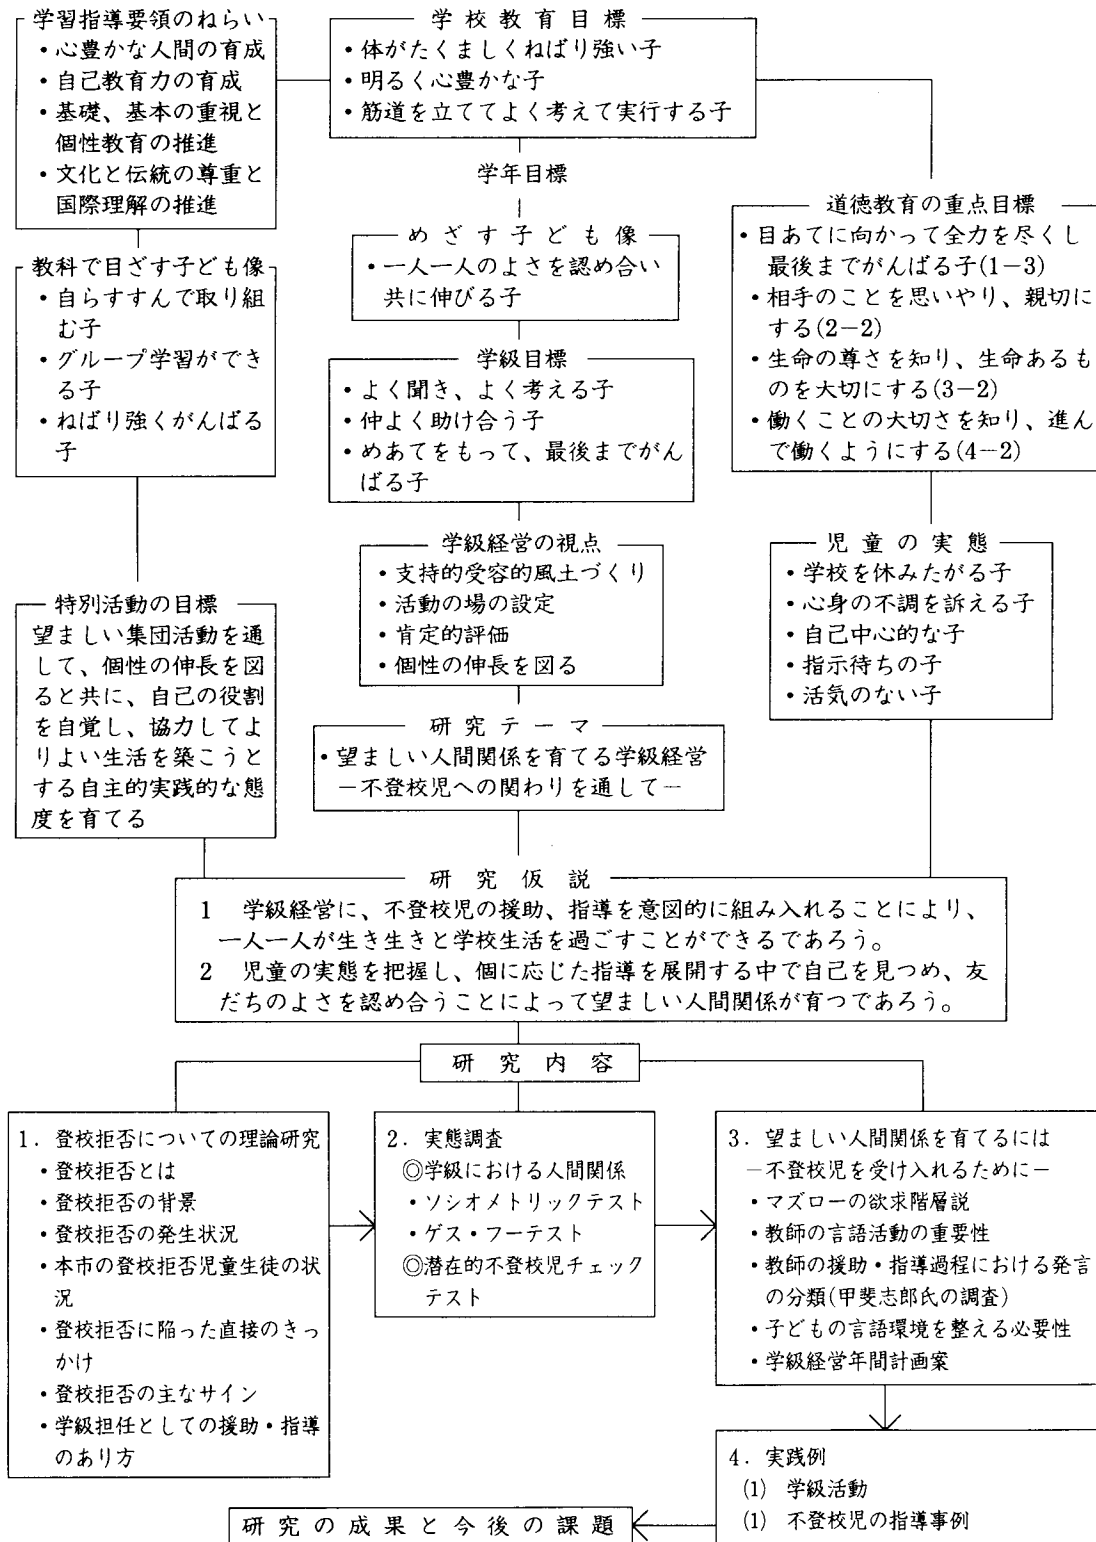 学習指導要領のねらい
・心豊かな人間の育成
・自己教育力の育成
・基礎、基本の重視と
個性教育の推進
・文化と伝統の尊重と
国際理解の推進
学校教育目標
・体がたくましくねばり強い子
・明るく心豊かな子
・筋道を立ててよく考えて実行する子
学年目標
教科で目ざす子ども像
・自らすすんで取り組
む子
・グループ学習ができ
る子
・ねばり強くがんばる
子
めざす子ども像
・一人一人のよさを認め合い
共に伸びる子
道徳教育の重点目標
・目あてに向かって全力を尽くし
最後までがんばる子(1-3)
・相手のことを思いやり、親切に
する(2-2)
・生命の尊さを知り、生命あるも
のを大切にする(3-2)
・働くことの大切さを知り、進ん
で働くようにする(4-2)
学級目標
・よく聞き、よく考える子
・仲よく助け合う子
・めあてをもって、最後までがん
ばる子
学級経営の視点
・支持的受容的風土づくり
・活動の場の設定
・肯定的評価
・個性の伸長を図る
児童の実態
・学校を休みたがる子
・心身の不調を訴える子
・自己中心的な子
・指示待ちの子
・活気のない子
特別活動の目標
望ましい集団活動を通
して、個性の伸長を図
ると共に、自己の役割
を自覚し、協力してよ
りよい生活を築こうと
する自主的実践的な態
度を育てる
研究テーマ
・望ましい人間関係を育てる学級経営
-不登校児への関わりを通して-
研究仮説
1 学級経営に、不登校児の援助、指導を意図的に組み入れることにより、
一人一人が生き生きと学校生活を過ごすことができるであろう。
2 児童の実態を把握し、個に応じた指導を展開する中で自己を見つめ、友
だちのよさを認め合うことによって望ましい人間関係が育つであろう。
研究内容
1.登校拒否についての理論研究
・登校拒否とは
・登校拒否の背景
・登校拒否の発生状況
・本市の登校拒否児童生徒の状
況
・登校拒否に陥った直接のきっ
かけ
・登校拒否の主なサイン
・学級担任としての援助・指導
のあり方
2.実態調査
◎学級における人間関係
・ソシオメトリックテスト
・ゲス・フーテスト
◎潜在的不登校児チェック
テスト
3.望ましい人間関係を育てるには
-不登校児を受け入れるために-
・マズローの欲求階層説
・教師の言語活動の重要性
・教師の援助・指導過程における発言
の分類(甲斐志郎氏の調査)
・子どもの言語環境を整える必要性
・学級経営年間計画案
4.実践例
(1) 学級活動
(1) 不登校児の指導事例
研究の成果と今後の課題